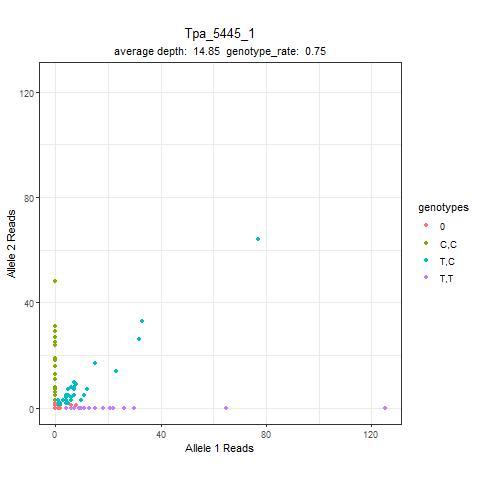 Tpa_5445_1
average depth: 14.85 genotype_rate: 0.75
120
80
40
0
Allele 2 Reads
0
40
80
120
Allele 1 Reads
genotypes
0
C,C
T,C
T,T